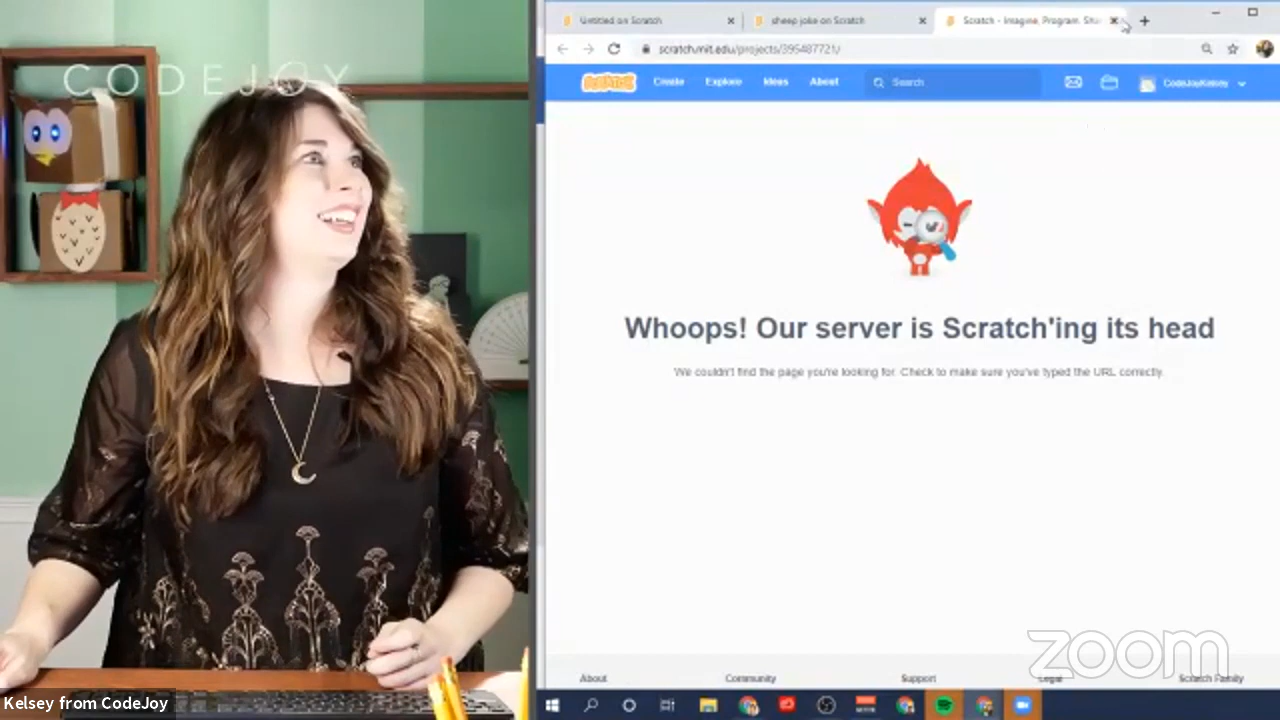 CODEJOY
Untitled on Scratch
sheep joke on Scratch
Scratch - Imagine, Program, Sha
scratch.mit.edu/projects/395487721/
SCRATCH
Create
Explore
Ideas
About
Search
CodeJoyKelsey
Whoops! Our server is Scratch'ing its head
We couldn't find the page you're looking for. Check to make sure you've typed the URL correctly.
zoom
About
Community
Support
Legal
Scratch Family
Kelsey from CodeJoy